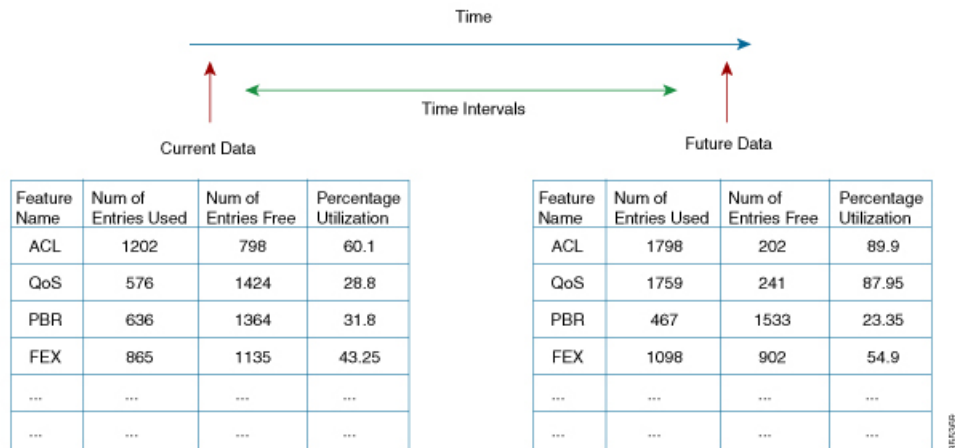 Time
Time Intervals
Current Data
Future Data
Feature Name Num of Entries Used Num of Entries Free Percentage Utilization
ACL 1202 798 60.1
QoS 576 1424 28.8
PBR 636 1364 31.8
FEX 865 1135 43.25
... ... ... ...
... ... ... ...
Feature Name Num of Entries Used Num of Entries Free Percentage Utilization
ACL 1798 202 89.9
QoS 1759 241 87.95
PBR 467 1533 23.35
FEX 1098 902 54.9
... ... ... ...
... ... ... ...